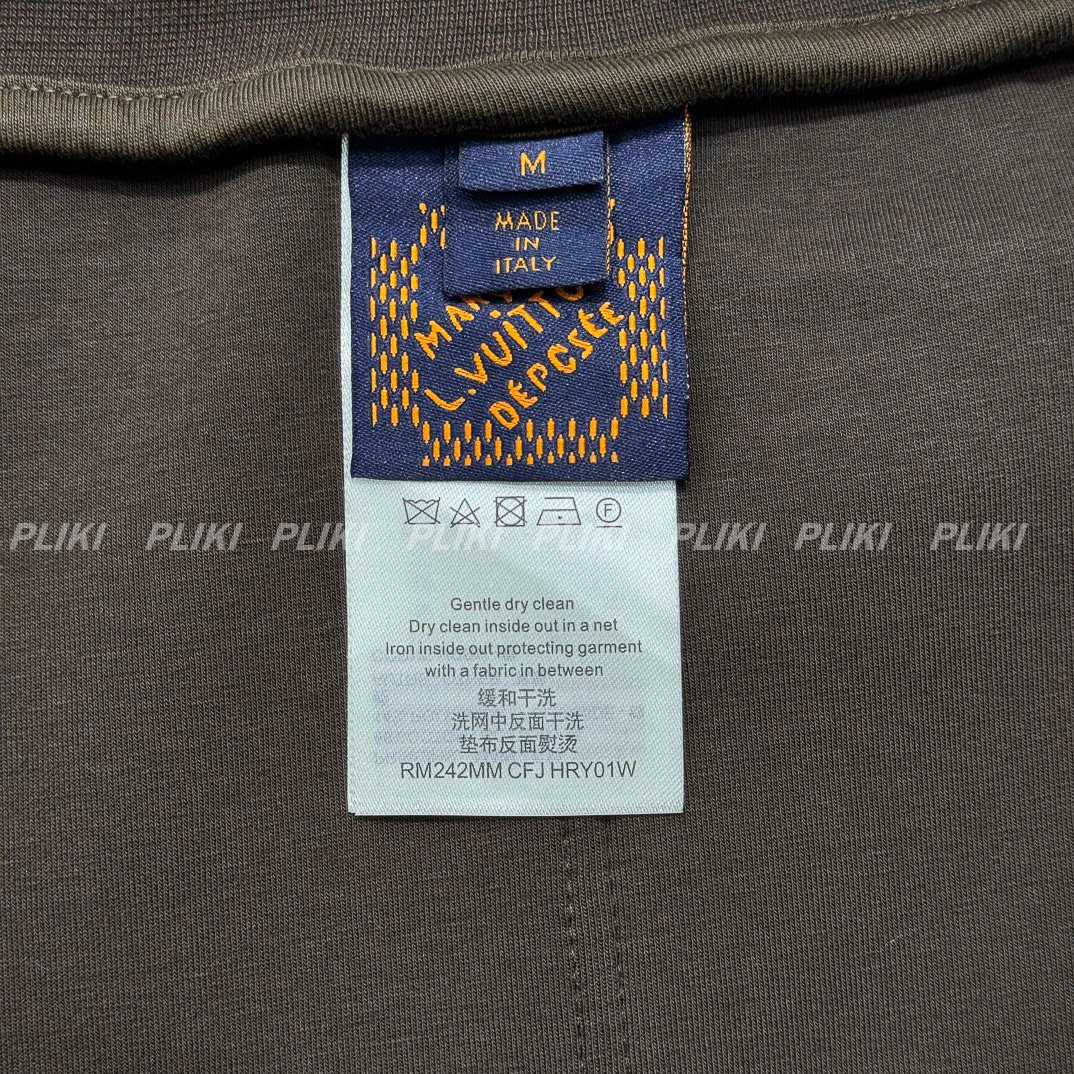 M
MADE
IN
ITALY
L.VUITTO
DÉPOSÉE
PLIKI PLIKI PLIKI PLIKI PLIKI PLIKI PLIKI PLIKI
F
Gentle dry clean
Dry clean inside out in a net
Iron inside out protecting garment
with a fabric in between
缓和干洗
洗网中反面干洗
垫布反面熨烫
RM242MM CFJ HRY01W